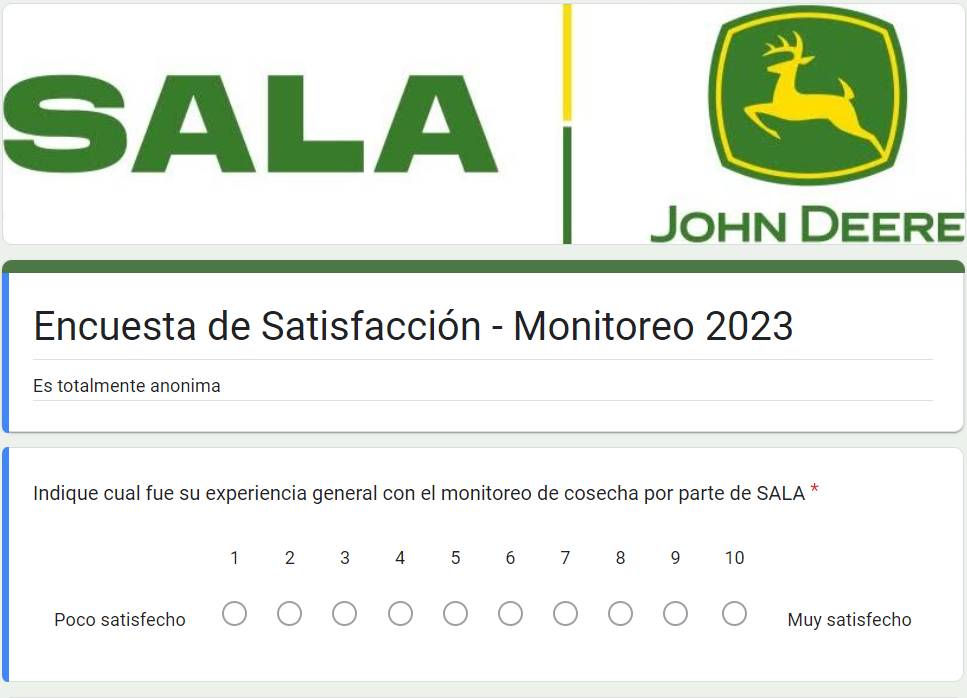 SALA
JOHN DEERE
Encuesta de Satisfacción - Monitoreo 2023
Es totalmente anonima
Indique cual fue su experiencia general con el monitoreo de cosecha por parte de SALA *
1 2 3 4 5 6 7 8 9 10
Poco satisfecho Muy satisfecho